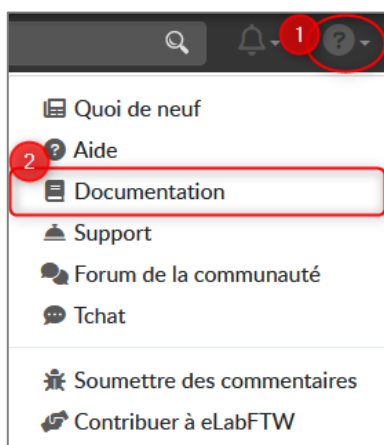 1
?
Quoi de neuf
Aide
2
Documentation
Support
Forum de la communauté
Tchat
Soumettre des commentaires
Contribuer à eLabFTW